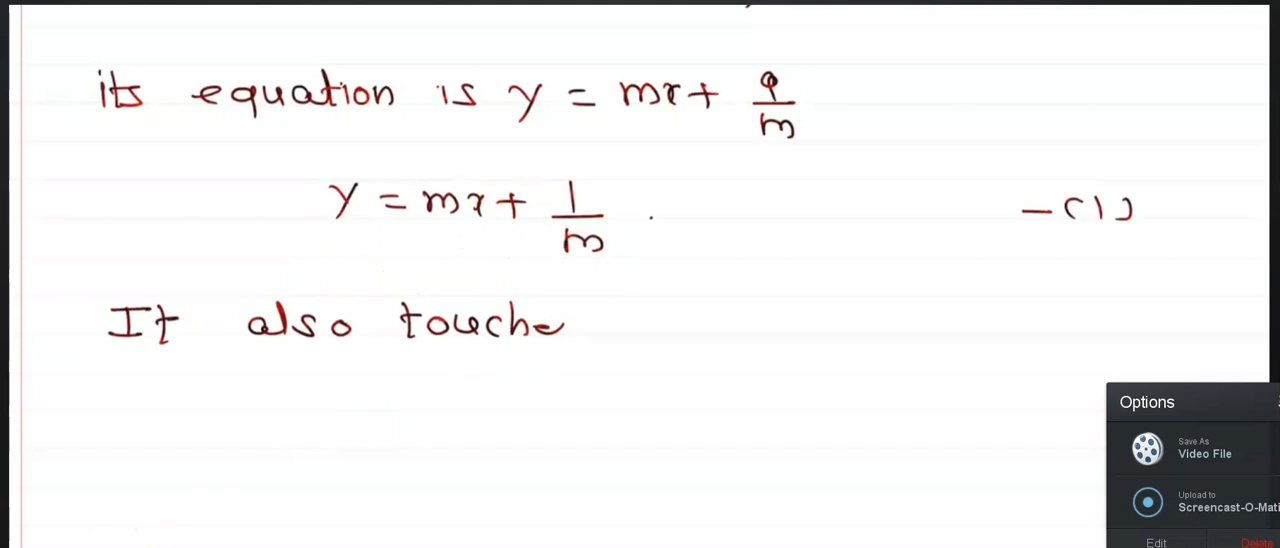 its equation is y = mx + a/m
y = mx + 1/m . — (1)
It also touche
Options
Save As
Video File
Upload to
Screencast-O-Mati
Edit Delete